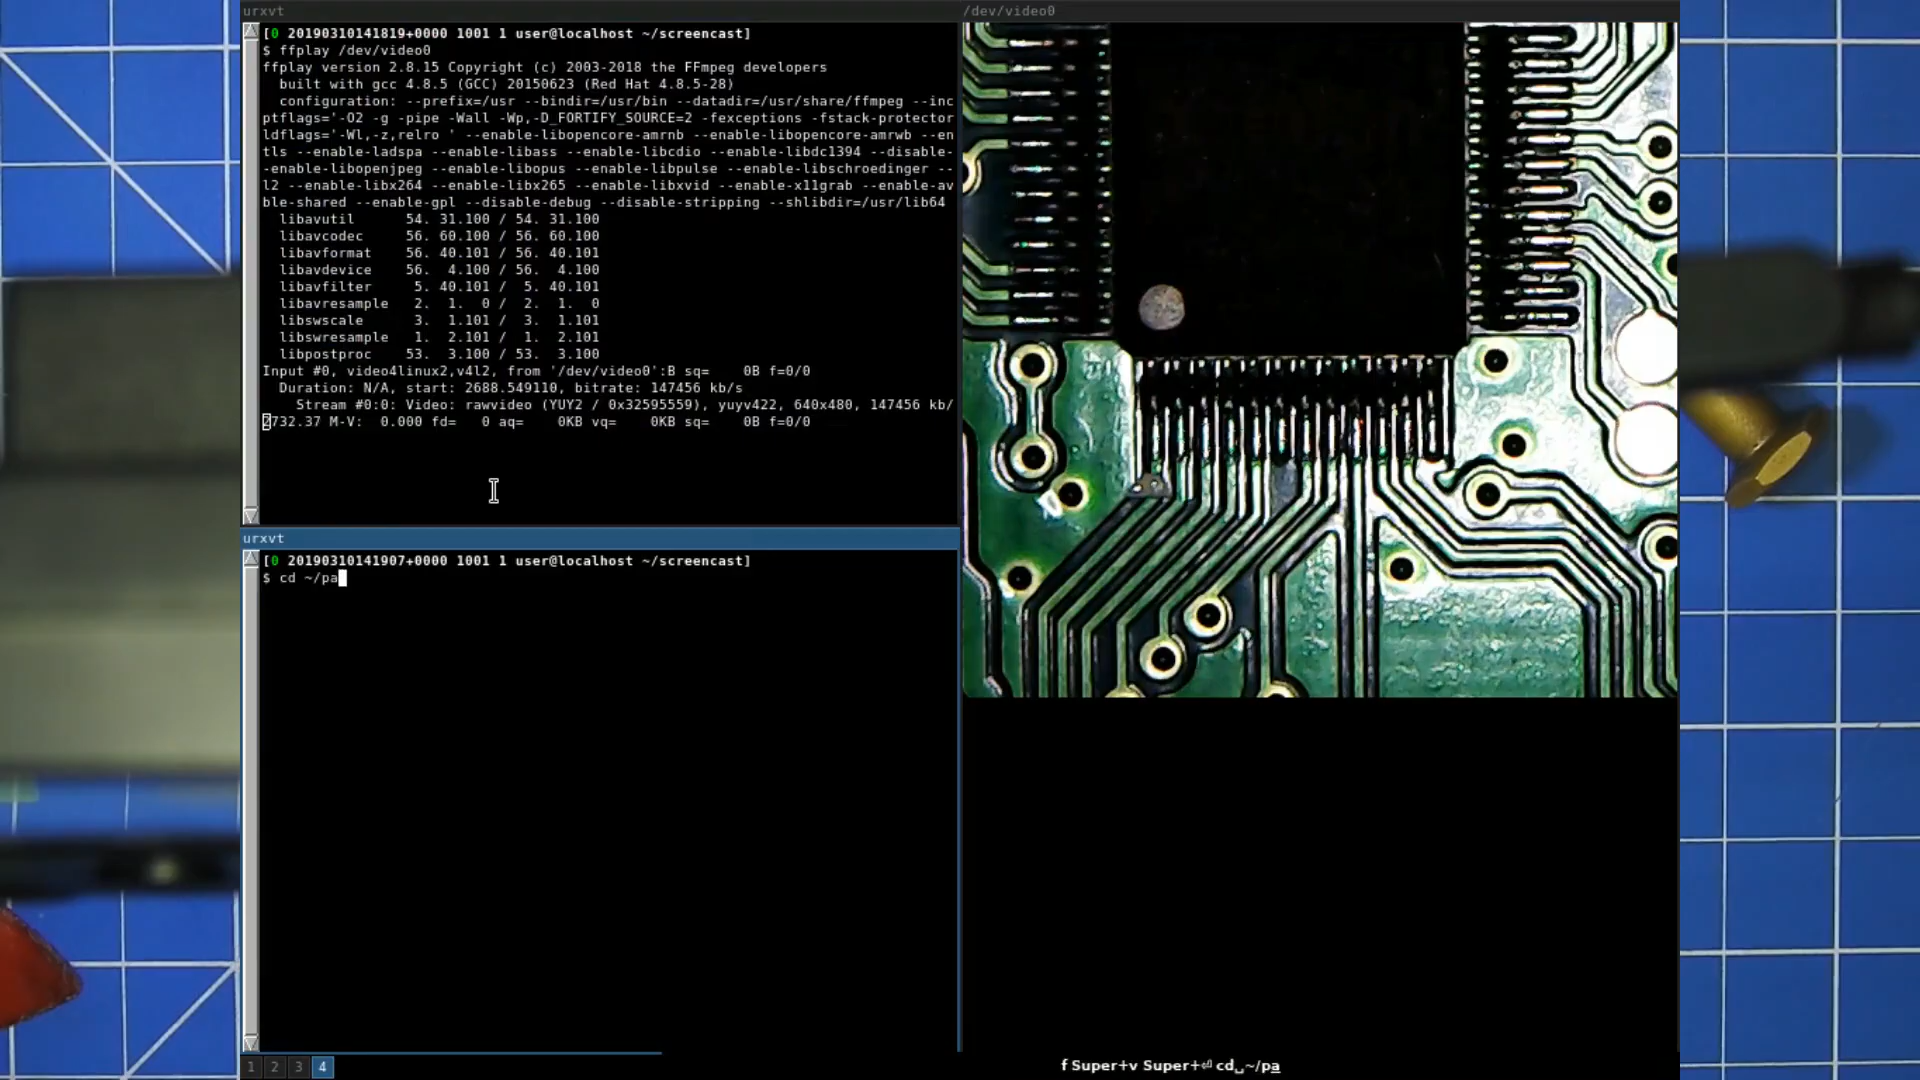 urxvt
[0 20190310141819+0000 1001 1 user@localhost ~/screencast]
$ ffplay /dev/video0
ffplay version 2.8.15 Copyright (c) 2003-2018 the FFmpeg developers
  built with gcc 4.8.5 (GCC) 20150623 (Red Hat 4.8.5-28)
  configuration: --prefix=/usr --bindir=/usr/bin --datadir=/usr/share/ffmpeg --inc
ptflags='-O2 -g -pipe -Wall -Wp,-D_FORTIFY_SOURCE=2 -fexceptions -fstack-protector
ldflags='-Wl,-z,relro ' --enable-libopencore-amrnb --enable-libopencore-amrwb --en
tls --enable-ladspa --enable-libass --enable-libcdio --enable-libdc1394 --disable-
-enable-libopenjpeg --enable-libopus --enable-libpulse --enable-libschroedinger --
l2 --enable-libx264 --enable-libx265 --enable-libxvid --enable-x11grab --enable-av
ble-shared --enable-gpl --disable-debug --disable-stripping --shlibdir=/usr/lib64
  libavutil      54. 31.100 / 54. 31.100
  libavcodec     56. 60.100 / 56. 60.100
  libavformat    56. 40.101 / 56. 40.101
  libavdevice    56.  4.100 / 56.  4.100
  libavfilter     5. 40.101 /  5. 40.101
  libavresample   2.  1.  0 /  2.  1.  0
  libswscale      3.  1.101 /  3.  1.101
  libswresample   1.  2.101 /  1.  2.101
  libpostproc    53.  3.100 / 53.  3.100
Input #0, video4linux2,v4l2, from '/dev/video0':B sq=    0B f=0/0
  Duration: N/A, start: 2688.549110, bitrate: 147456 kb/s
    Stream #0:0: Video: rawvideo (YUY2 / 0x32595559), yuyv422, 640x480, 147456 kb/
2732.37 M-V:  0.000 fd=   0 aq=    0KB vq=    0KB sq=    0B f=0/0
urxvt
[0 20190310141907+0000 1001 1 user@localhost ~/screencast]
$ cd ~/pa
1 2 3 4
/dev/video0
f Super+v Super+⏎ cd␣~/pa